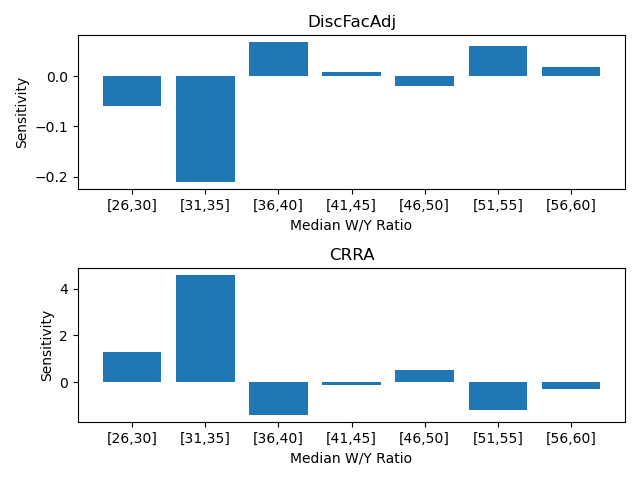 DiscFacAdj
Sensitivity
0.0
−0.1
−0.2
[26,30] [31,35] [36,40] [41,45] [46,50] [51,55] [56,60]
Median W/Y Ratio
CRRA
Sensitivity
4
2
0
[26,30] [31,35] [36,40] [41,45] [46,50] [51,55] [56,60]
Median W/Y Ratio